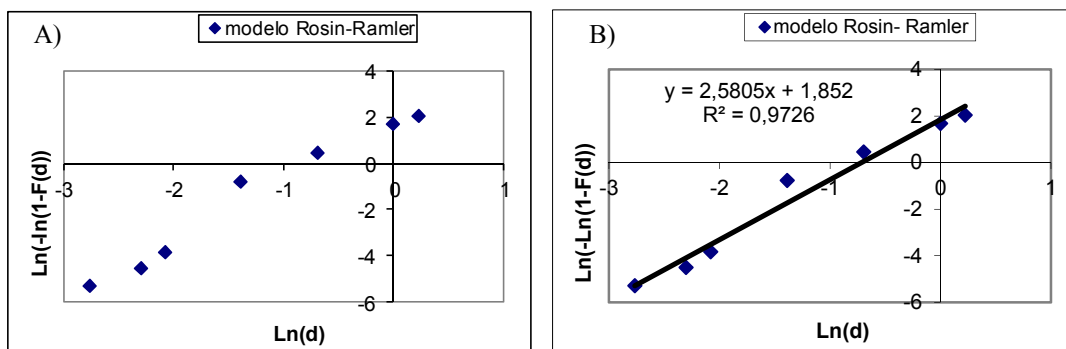 A)
modelo Rosin-Ramler
4
2
0
-2
-4
-6
-3
-2
-1
0
1
Ln(-ln(1-F(d))
Ln(d)
B)
modelo Rosin- Ramler
y = 2,5805x + 1,852
R² = 0,9726
4
2
0
-2
-4
-6
-3
-2
-1
0
1
Ln(-Ln(1-F(d))
Ln(d)